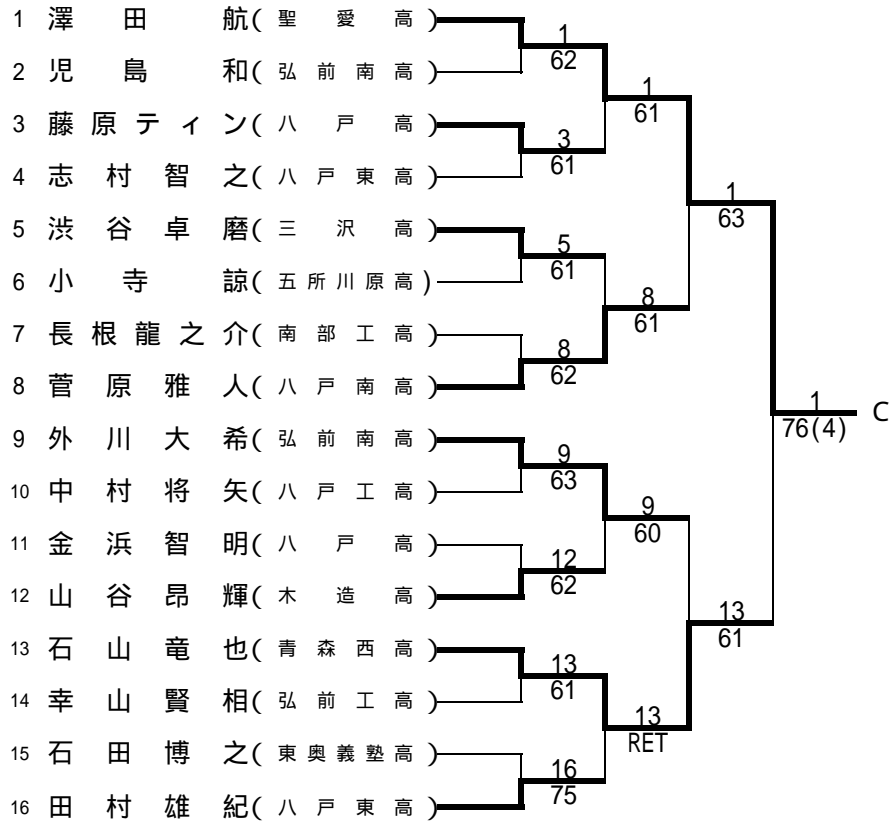 1 澤田航(聖愛高)
2 児島和(弘前南高)
3 藤原ティン(八戸高)
4 志村智之(八戸東高)
5 渋谷卓磨(三沢高)
6 小寺諒(五所川原高)
7 長根龍之介(南部工高)
8 菅原雅人(八戸南高)
9 外川大希(弘前南高)
10 中村将矢(八戸工高)
11 金浜智明(八戸高)
12 山谷昂輝(木造高)
13 石山竜也(青森西高)
14 幸山賢相(弘前工高)
15 石田博之(東奥義塾高)
16 田村雄紀(八戸東高)
1
62
3
61
5
61
8
62
9
63
12
62
13
61
16
75
1
61
8
61
9
60
13
RET
1
63
13
61
1
76(4)
C